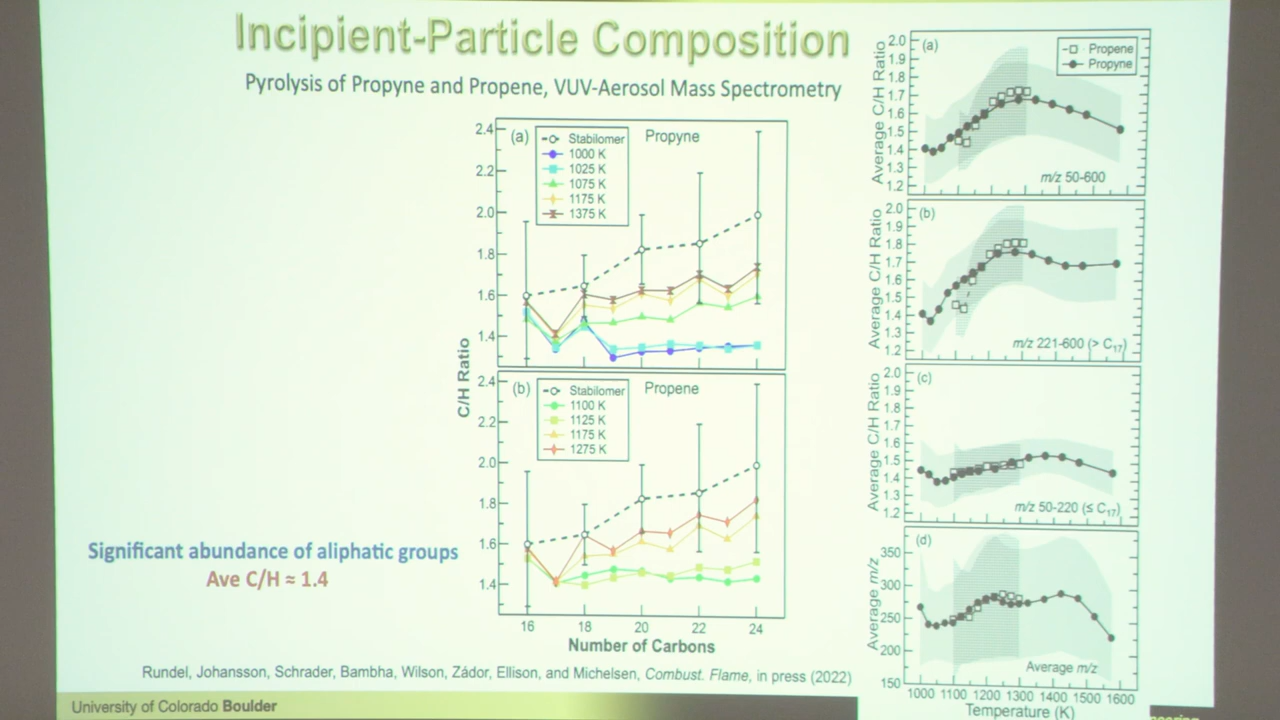 Incipient-Particle Composition
Pyrolysis of Propyne and Propene, VUV-Aerosol Mass Spectrometry
C/H Ratio
2.4
2.2
2.0
1.8
1.6
1.4
(a)
Stabilomer
1000 K
1025 K
1075 K
1175 K
1375 K
Propyne
2.4
2.2
2.0
1.8
1.6
1.4
(b)
Stabilomer
1100 K
1125 K
1175 K
1275 K
Propene
16 18 20 22 24
Number of Carbons
Significant abundance of aliphatic groups
Ave C/H ≈ 1.4
Average C/H Ratio
2.0
1.9
1.8
1.7
1.6
1.5
1.4
1.3
1.2
(a)
Propene
Propyne
m/z 50-600
Average C/H Ratio
2.0
1.9
1.8
1.7
1.6
1.5
1.4
1.3
1.2
(b)
m/z 221-600 (> C17)
Average C/H Ratio
2.0
1.9
1.8
1.7
1.6
1.5
1.4
1.3
1.2
(c)
m/z 50-220 (≤ C17)
Average m/z
350
300
250
200
150
(d)
Average m/z
1000 1100 1200 1300 1400 1500 1600
Temperature (K)
Rundel, Johansson, Schrader, Bambha, Wilson, Zádor, Ellison, and Michelsen, Combust. Flame, in press (2022)
University of Colorado Boulder